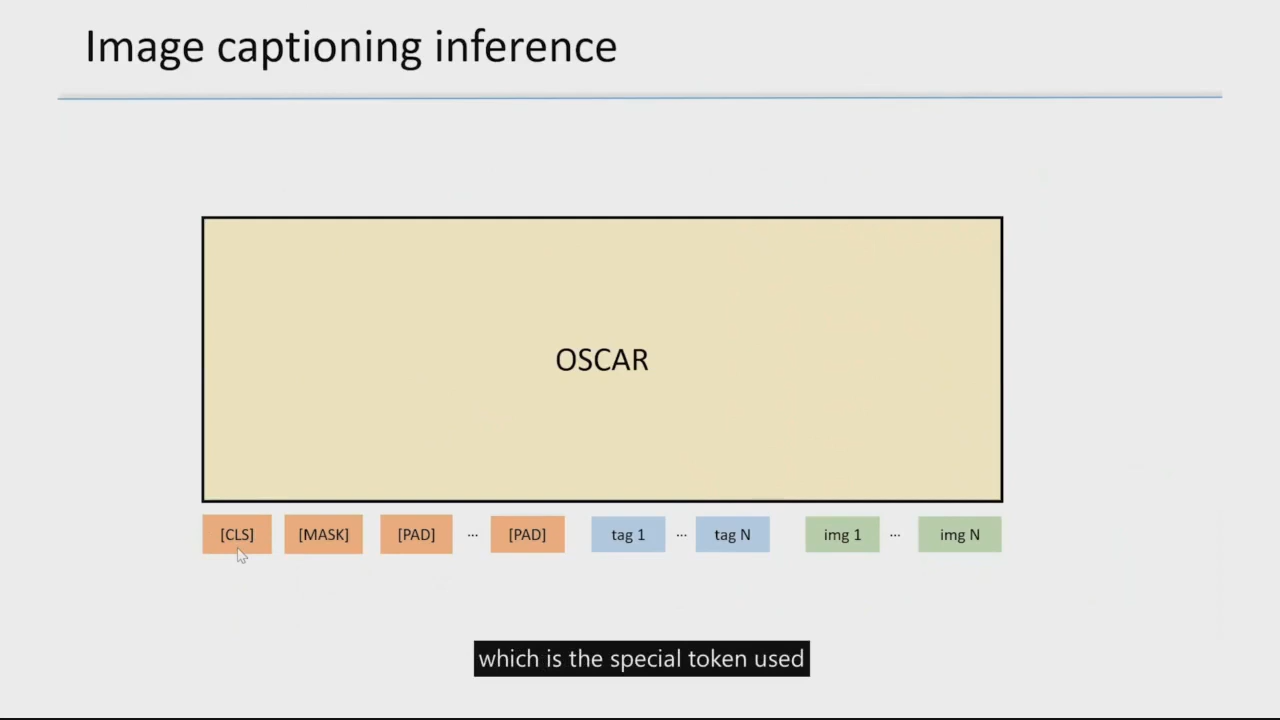 Image captioning inference
OSCAR
[CLS] [MASK] [PAD] ... [PAD] tag 1 ... tag N img 1 ... img N
which is the special token used